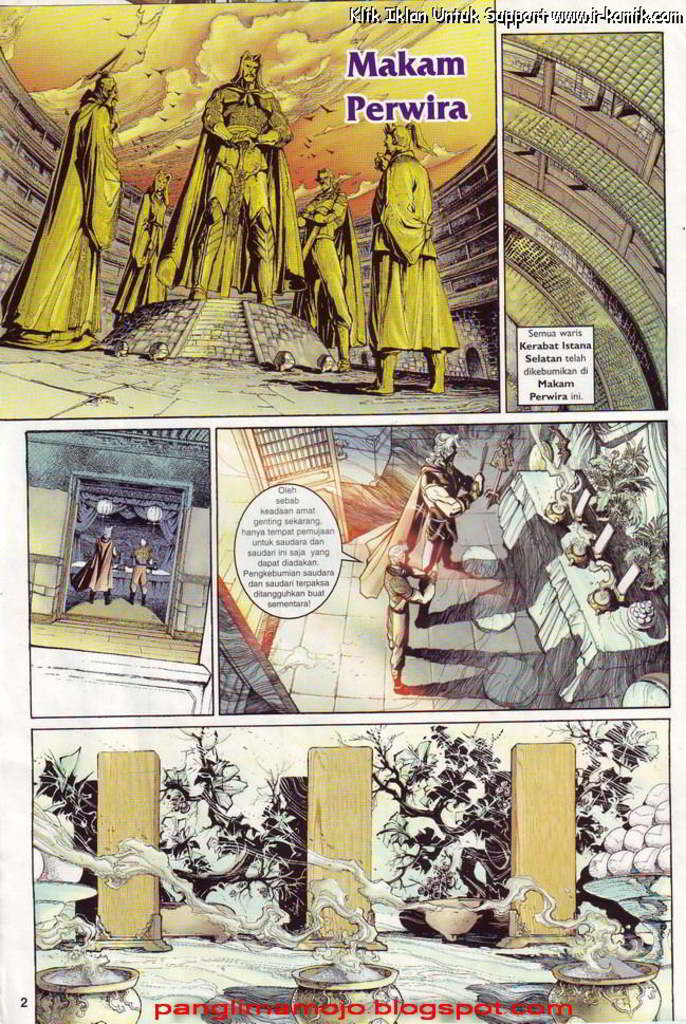 Klik Iklan Untuk Support www.ir-komik.com
Makam
Perwira
Semua waris
Kerabat Istana
Selatan telah
dikebumikan di
Makam
Perwira ini.
Oleh
sebab
keadaan amat
genting sekarang,
hanya tempat pemujaan
untuk saudara dan
saudari ini saja yang
dapat diadakan.
Pengkebumian saudara
dan saudari terpaksa
ditangguhkan buat
sementara!
2
panglimamojo.blogspot.com